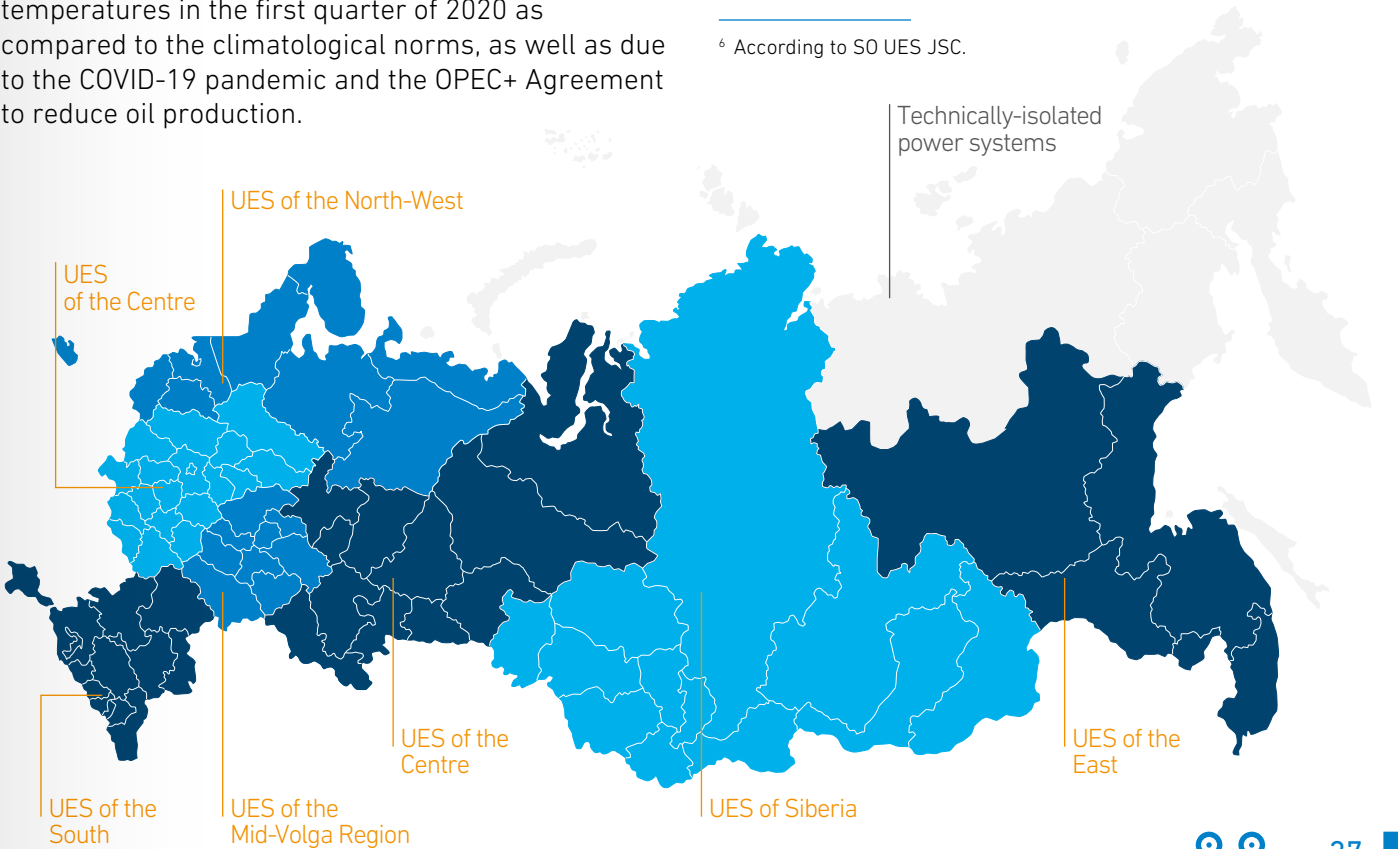 temperatures in the first quarter of 2020 as
compared to the climatological norms, as well as due
to the COVID-19 pandemic and the OPEC+ Agreement
to reduce oil production.
6 According to SO UES JSC.
Technically-isolated
power systems
UES of the North-West
UES
of the Centre
UES of the
Centre
UES of the
East
UES of the
South
UES of the
Mid-Volga Region
UES of Siberia